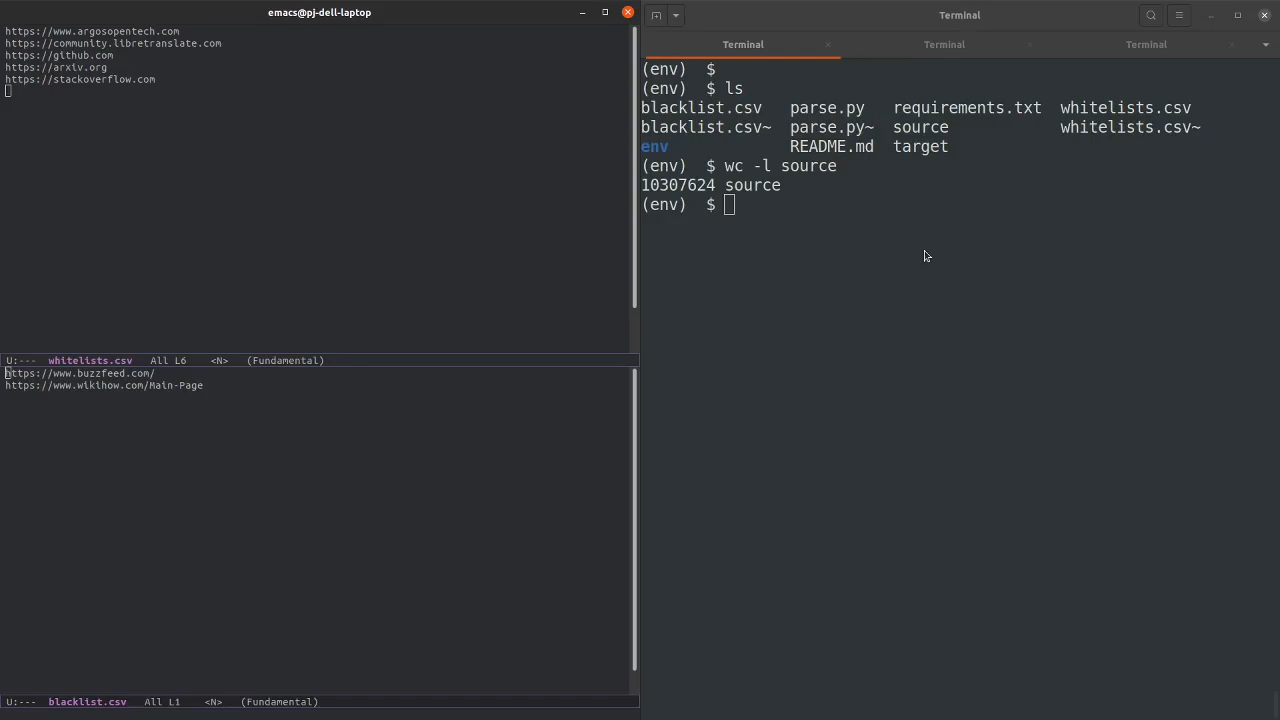 emacs@pj-dell-laptop
https://www.argosopentech.com
https://community.libretranslate.com
https://github.com
https://arxiv.org
https://stackoverflow.com
U:--- whitelists.csv All L6 <N> (Fundamental)
https://www.buzzfeed.com/
https://www.wikihow.com/Main-Page
U:--- blacklist.csv All L1 <N> (Fundamental)
Terminal
Terminal Terminal Terminal
(env) $
(env) $ ls
blacklist.csv parse.py requirements.txt whitelists.csv
blacklist.csv~ parse.py~ source whitelists.csv~
env README.md target
(env) $ wc -l source
10307624 source
(env) $